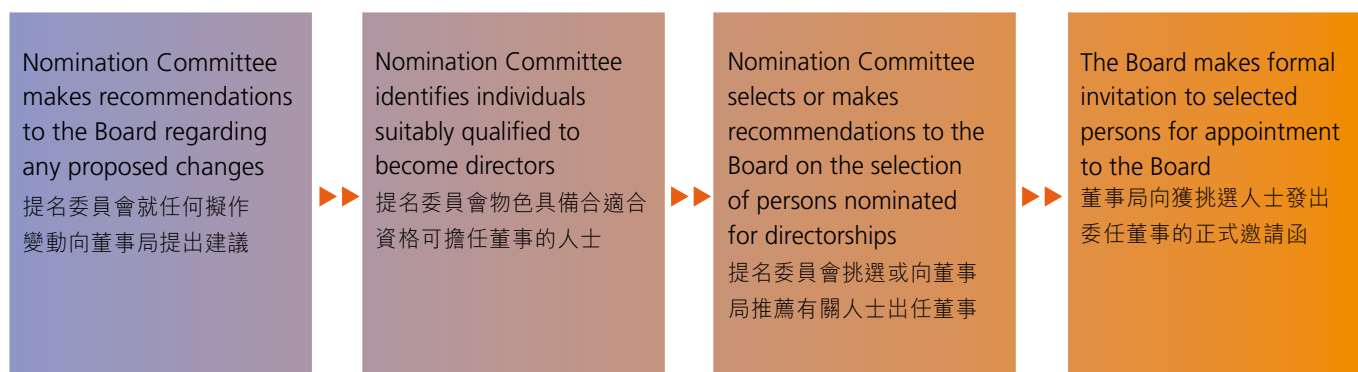 Nomination Committee
makes recommendations
to the Board regarding
any proposed changes
提名委員會就任何擬作
變動向董事局提出建議
Nomination Committee
identifies individuals
suitably qualified to
become directors
提名委員會物色具備合適合
資格可擔任董事的人士
Nomination Committee
selects or makes
recommendations to the
Board on the selection
of persons nominated
for directorships
提名委員會挑選或向董事
局推薦有關人士出任董事
The Board makes formal
invitation to selected
persons for appointment
to the Board
董事局向獲挑選人士發出
委任董事的正式邀請函